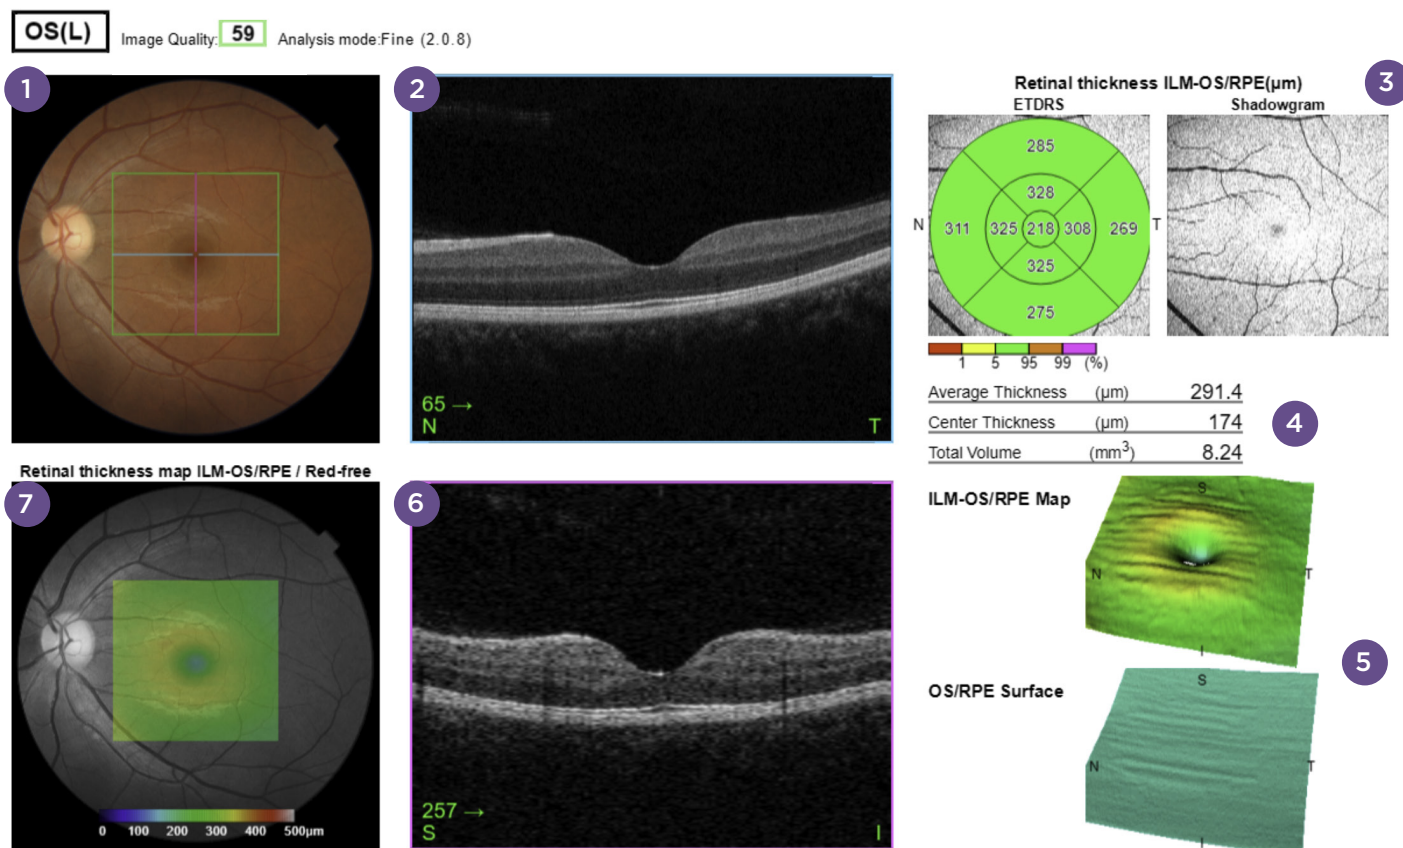 OS(L) Image Quality: 59 Analysis mode:Fine (2.0.8)
1
2
65 →
N T
3
Retinal thickness ILM-OS/RPE(µm)
ETDRS Shadowgram
285
328
N 311 325 218 308 269 T
325
275
1 5 95 99 (%)
Average Thickness (µm) 291.4
Center Thickness (µm) 174
Total Volume (mm³) 8.24
4
Retinal thickness map ILM-OS/RPE / Red-free
7
0 100 200 300 400 500µm
6
257 →
S I
ILM-OS/RPE Map
S
N T
I
5
OS/RPE Surface
S
N T
I